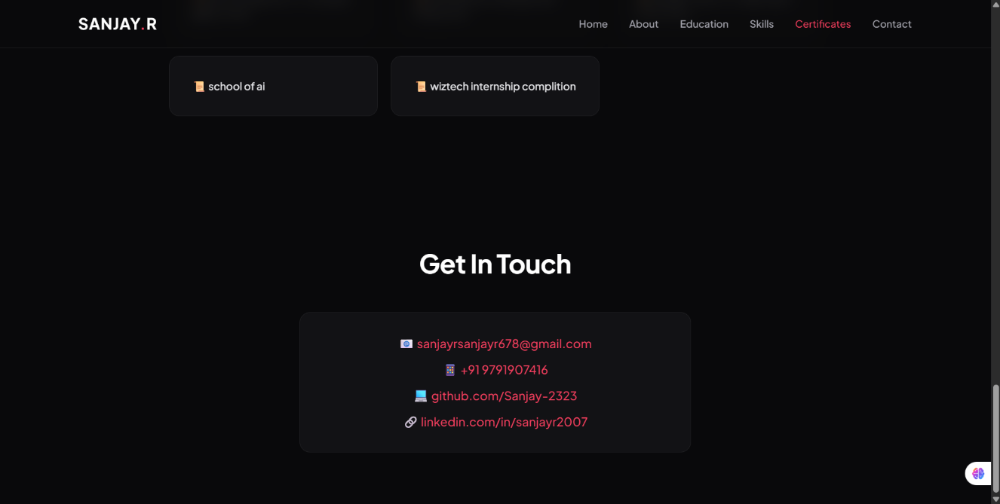 SANJAY.R
Home About Education Skills Certificates Contact
school of ai
wiztech internship complition
Get In Touch
sanjayrsanjayr678@gmail.com
+91 9791907416
github.com/Sanjay-2323
linkedin.com/in/sanjayr2007